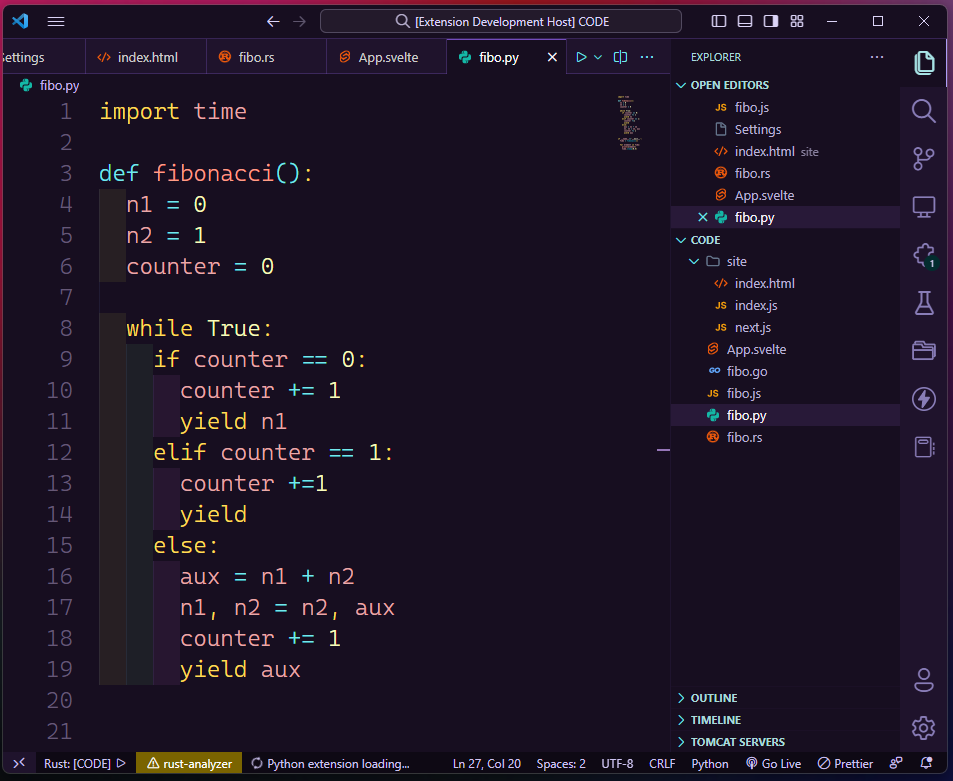 [Extension Development Host] CODE
ettings
index.html
fibo.rs
App.svelte
fibo.py
fibo.py
1 import time
2
3 def fibonacci():
4 n1 = 0
5 n2 = 1
6 counter = 0
7
8 while True:
9 if counter == 0:
10 counter += 1
11 yield n1
12 elif counter == 1:
13 counter +=1
14 yield
15 else:
16 aux = n1 + n2
17 n1, n2 = n2, aux
18 counter += 1
19 yield aux
20
21
EXPLORER
OPEN EDITORS
JS fibo.js
Settings
index.html site
fibo.rs
App.svelte
fibo.py
CODE
site
index.html
JS index.js
JS next.js
App.svelte
GO fibo.go
JS fibo.js
fibo.py
fibo.rs
OUTLINE
TIMELINE
TOMCAT SERVERS
1
Rust: [CODE]
rust-analyzer
Python extension loading...
Ln 27, Col 20
Spaces: 2
UTF-8
CRLF
Python
Go Live
Prettier